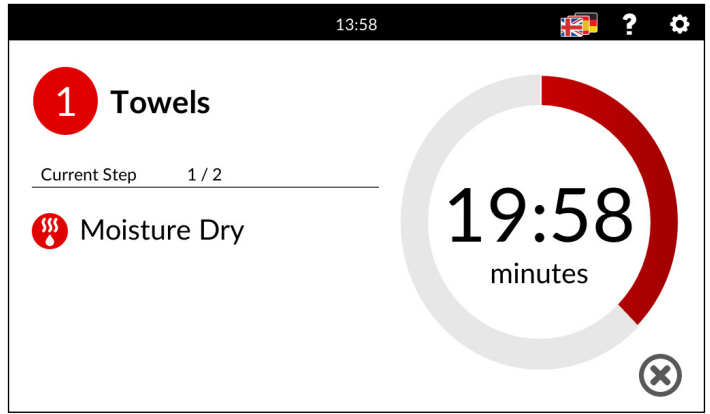 13:58
?
1 Towels
Current Step 1 / 2
Moisture Dry
19:58
minutes